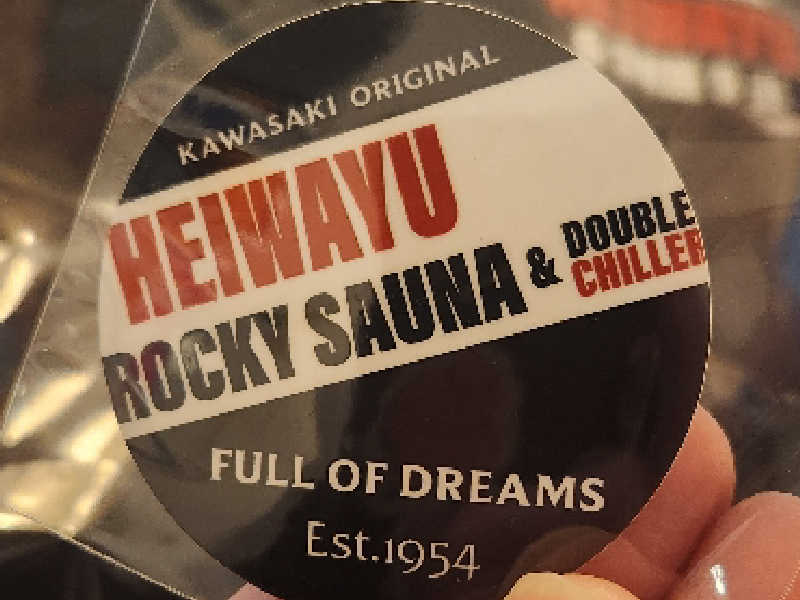 KAWASAKI ORIGINAL
HEIWAYU
ROCKY SAUNA & DOUBLE CHILLER
FULL OF DREAMS
Est.1954